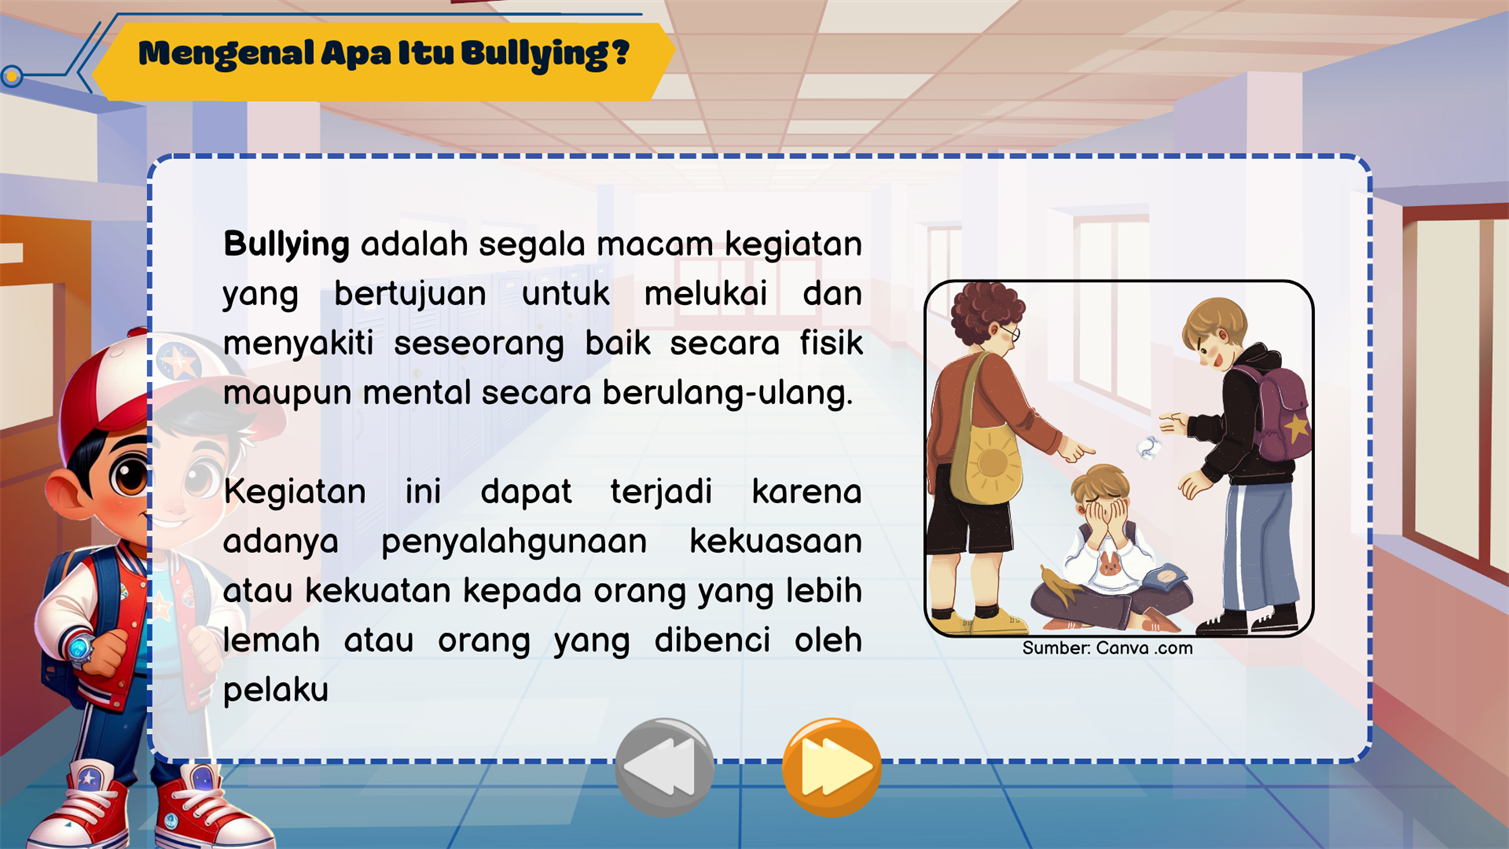 Mengenal Apa Itu Bullying?
Bullying adalah segala macam kegiatan
yang bertujuan untuk melukai dan
menyakiti seseorang baik secara fisik
maupun mental secara berulang-ulang.
Kegiatan ini dapat terjadi karena
adanya penyalahgunaan kekuasaan
atau kekuatan kepada orang yang lebih
lemah atau orang yang dibenci oleh
pelaku
Sumber: Canva .com